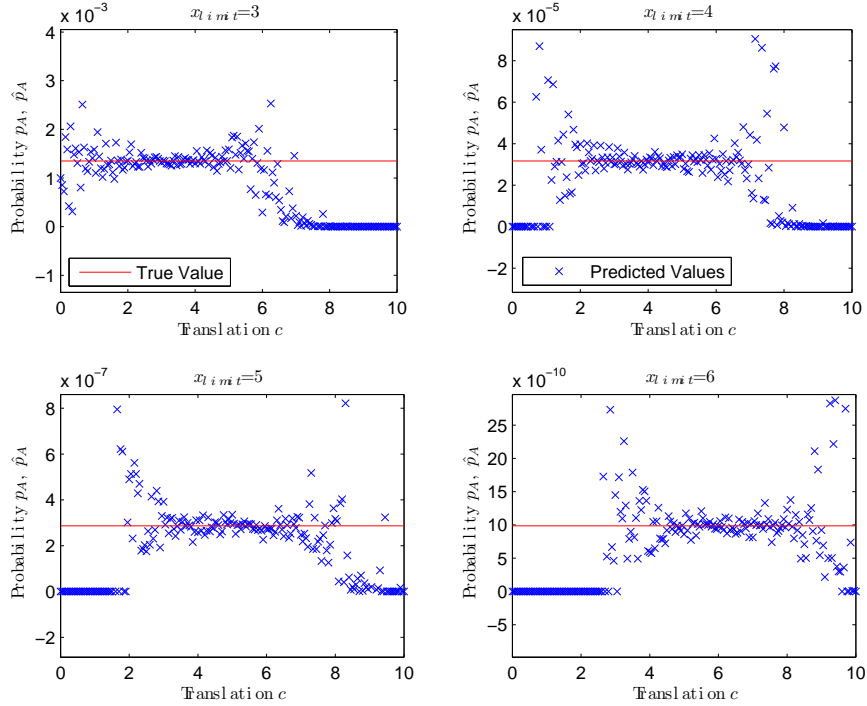 x 10⁻³
x_limit=3
4
3
2
1
0
−1
Probability p_A, p̂_A
True Value
0 2 4 6 8 10
Translation c
x 10⁻⁵
x_limit=4
8
6
4
2
0
−2
Probability p_A, p̂_A
Predicted Values
0 2 4 6 8 10
Translation c
x 10⁻⁷
x_limit=5
8
6
4
2
0
−2
Probability p_A, p̂_A
0 2 4 6 8 10
Translation c
x 10⁻¹⁰
x_limit=6
25
20
15
10
5
0
−5
Probability p_A, p̂_A
0 2 4 6 8 10
Translation c